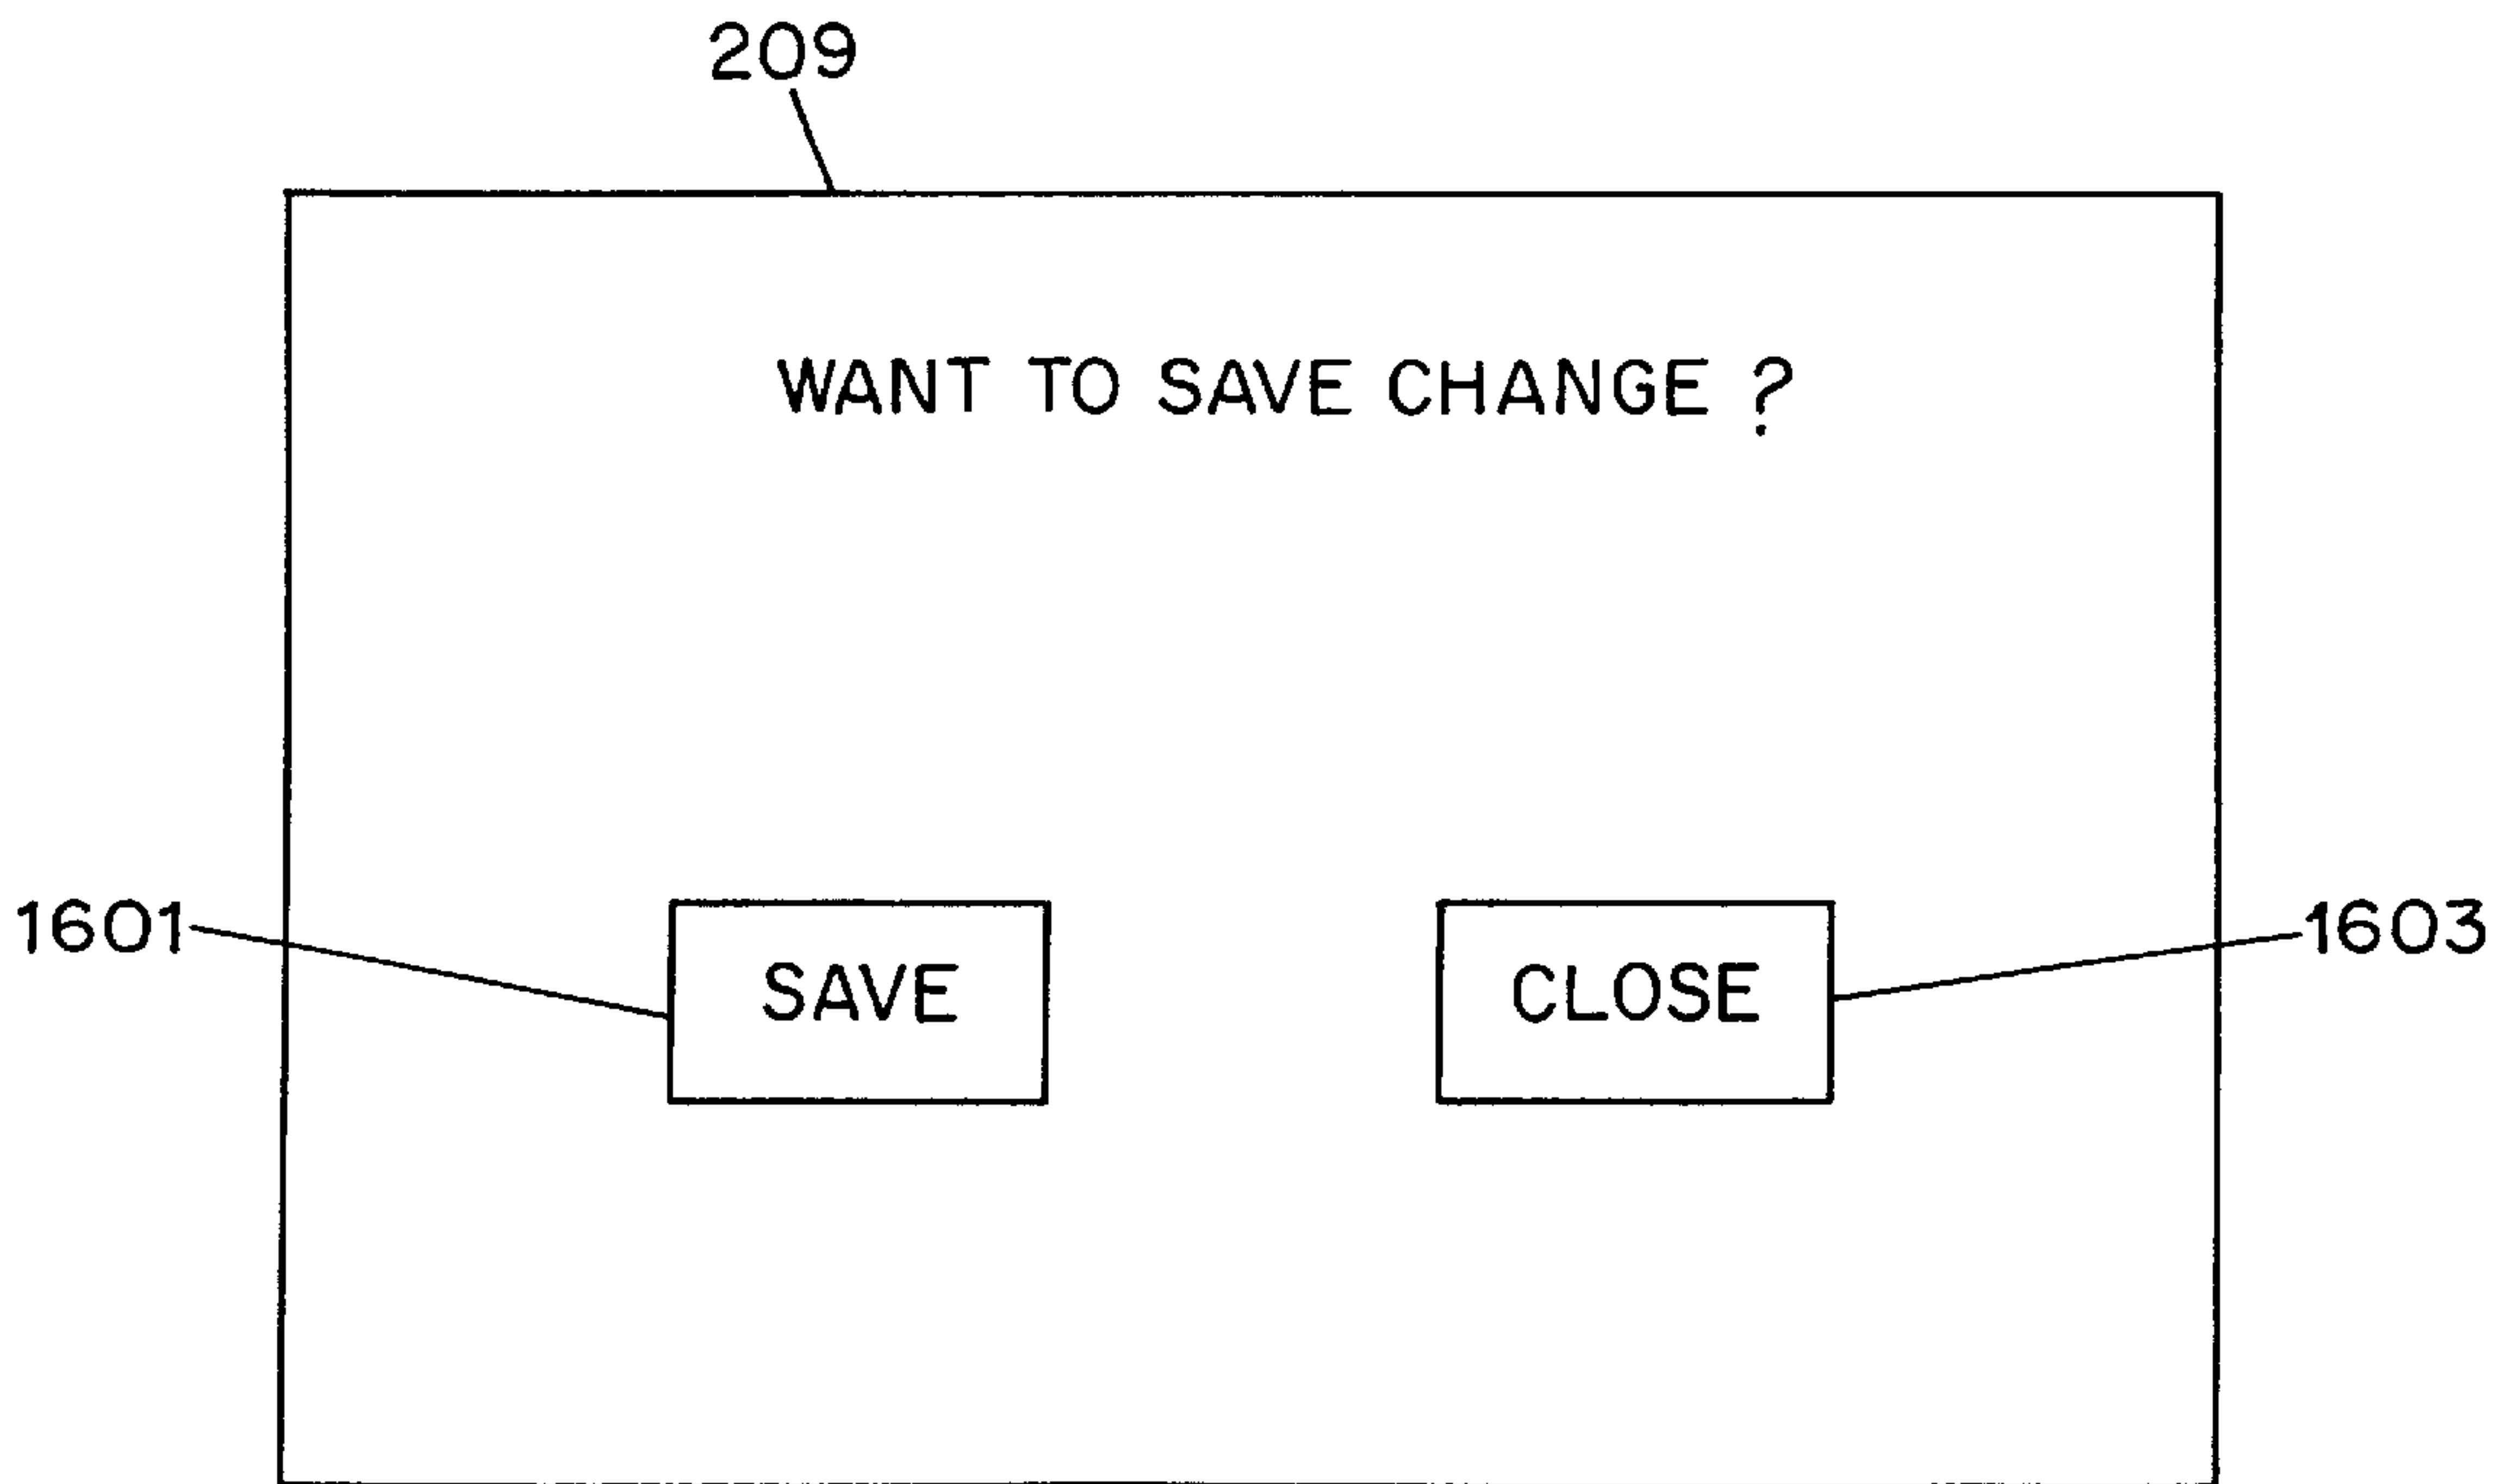 209
WANT TO SAVE CHANGE ?
1601
SAVE
CLOSE
1603